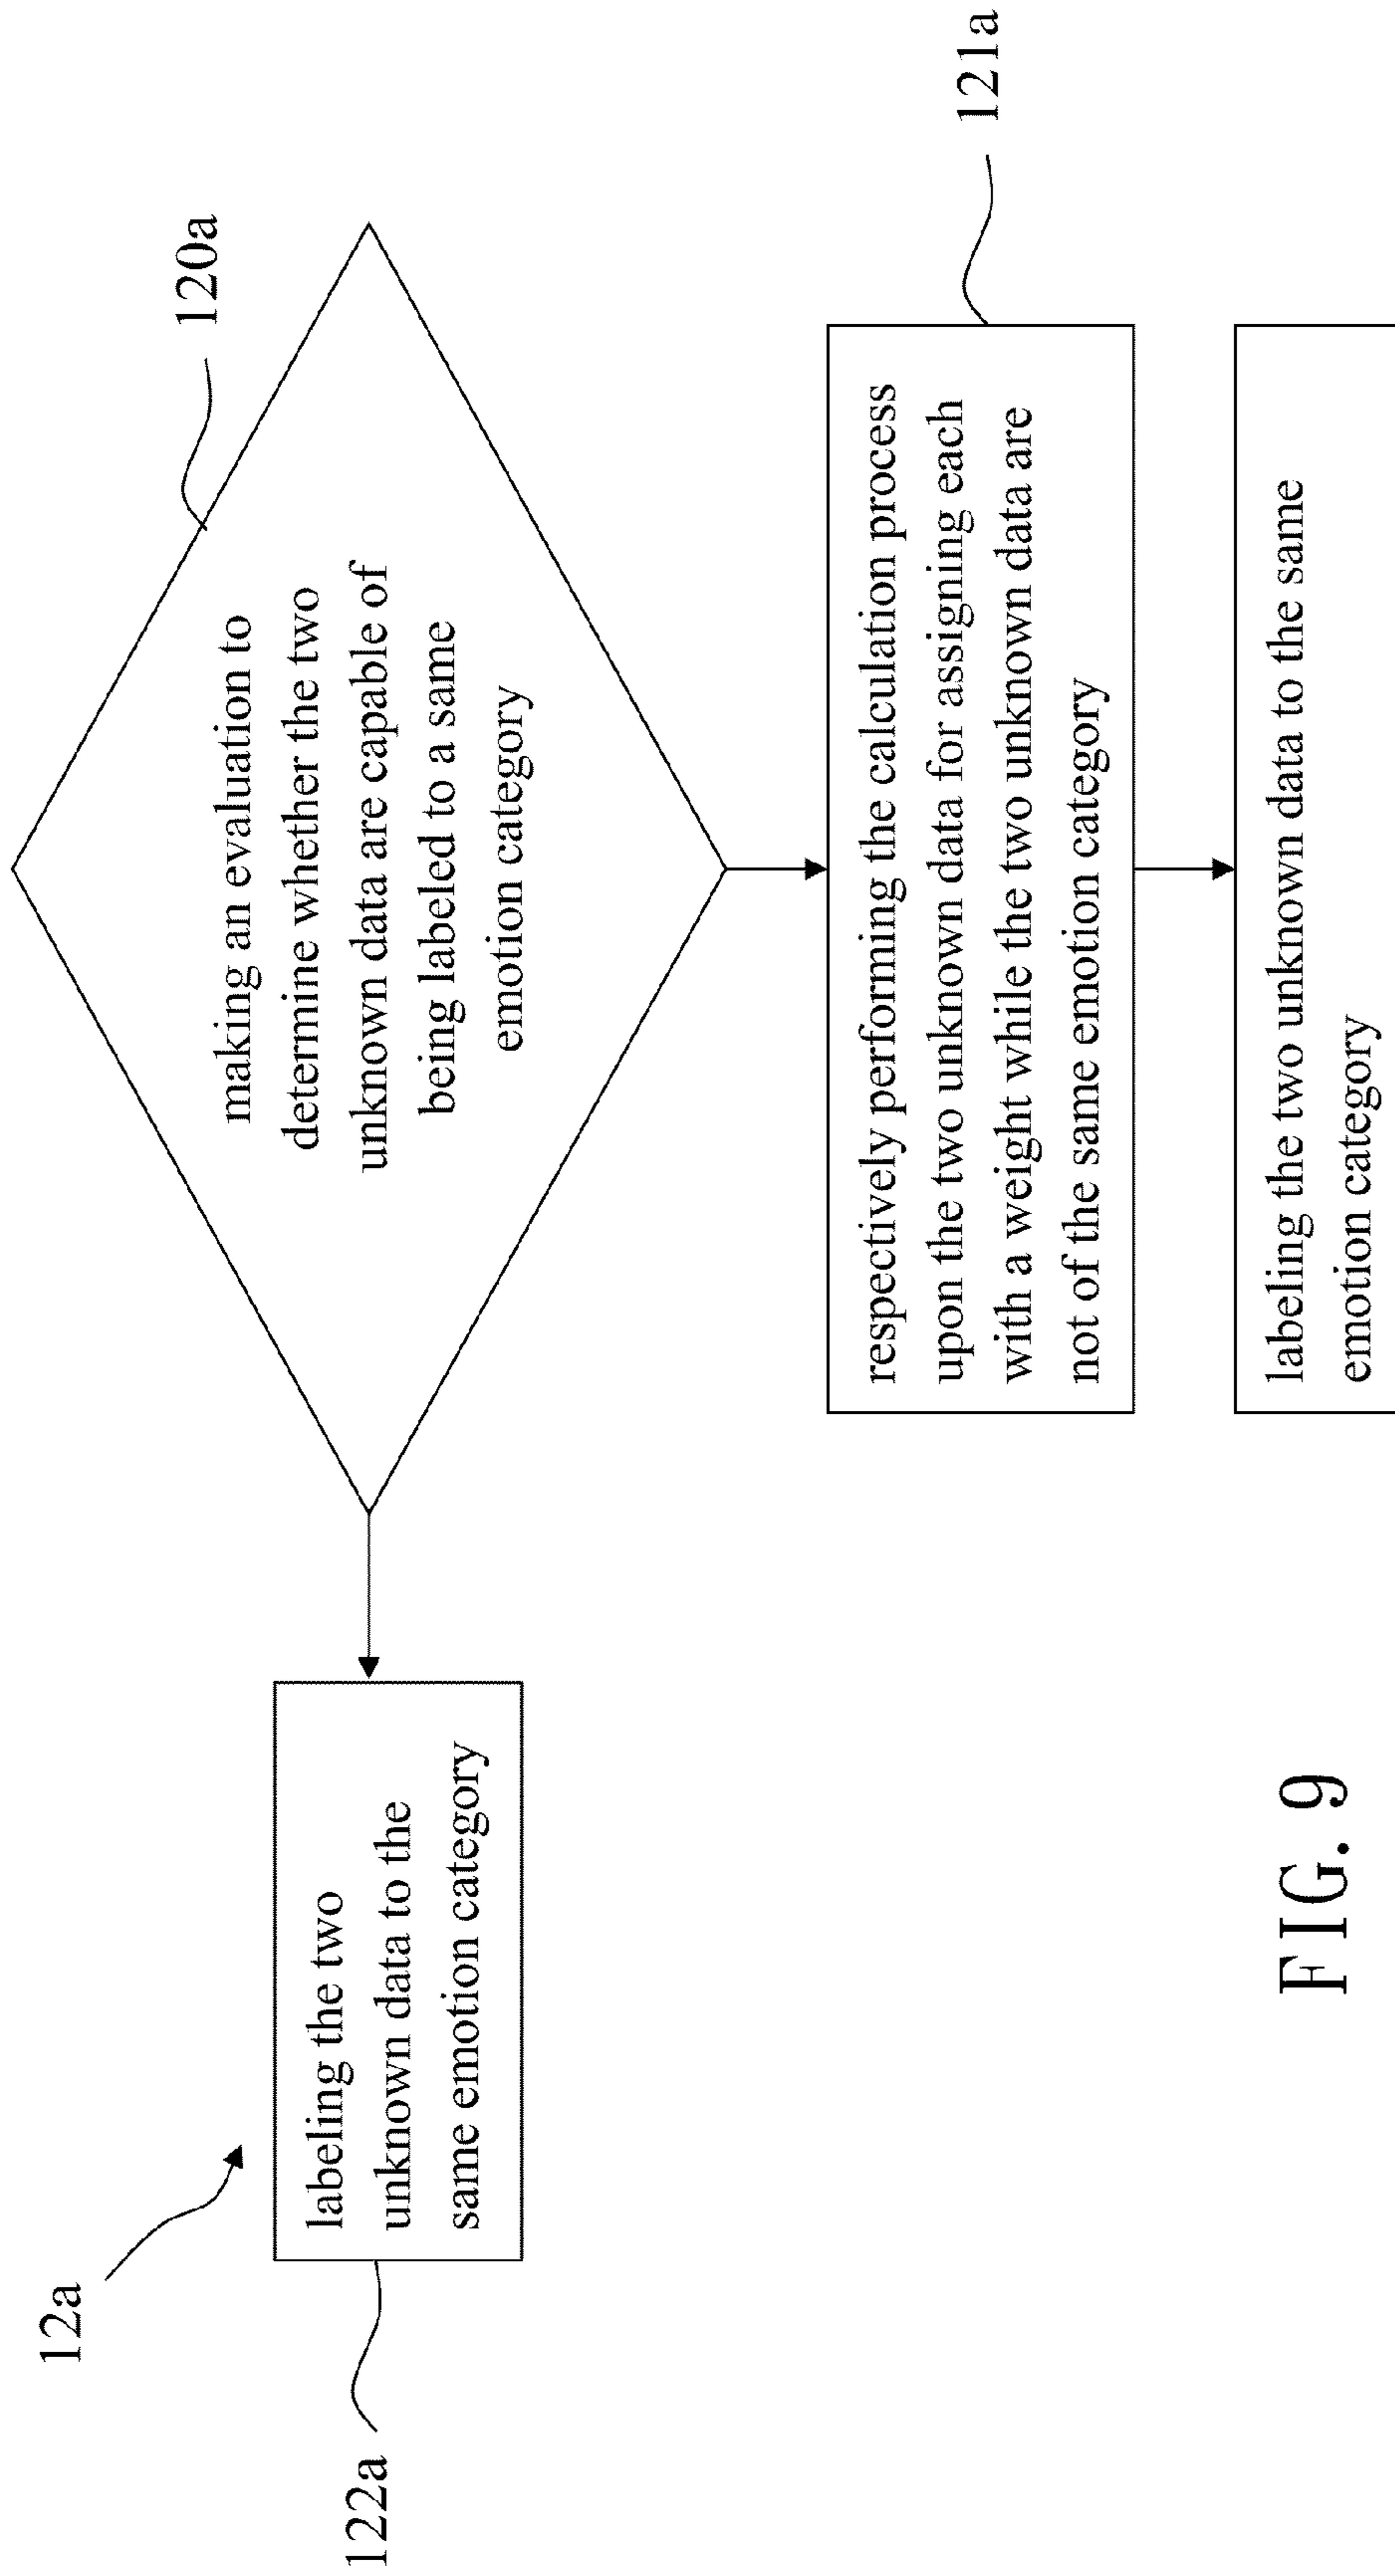 12a
120a
making an evaluation to
determine whether the two
unknown data are capable of
being labeled to a same
emotion category
122a
labeling the two
unknown data to the
same emotion category
121a
respectively performing the calculation process
upon the two unknown data for assigning each
with a weight while the two unknown data are
not of the same emotion category
labeling the two unknown data to the same
emotion category
FIG. 9